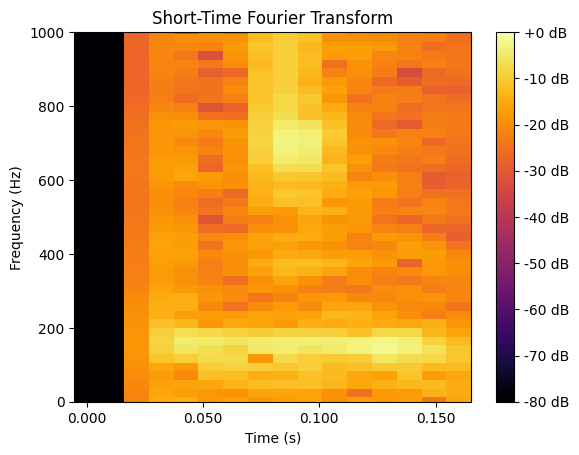 Short-Time Fourier Transform
1000
800
600
400
200
0
Frequency (Hz)
0.000
0.050
0.100
0.150
Time (s)
+0 dB
-10 dB
-20 dB
-30 dB
-40 dB
-50 dB
-60 dB
-70 dB
-80 dB